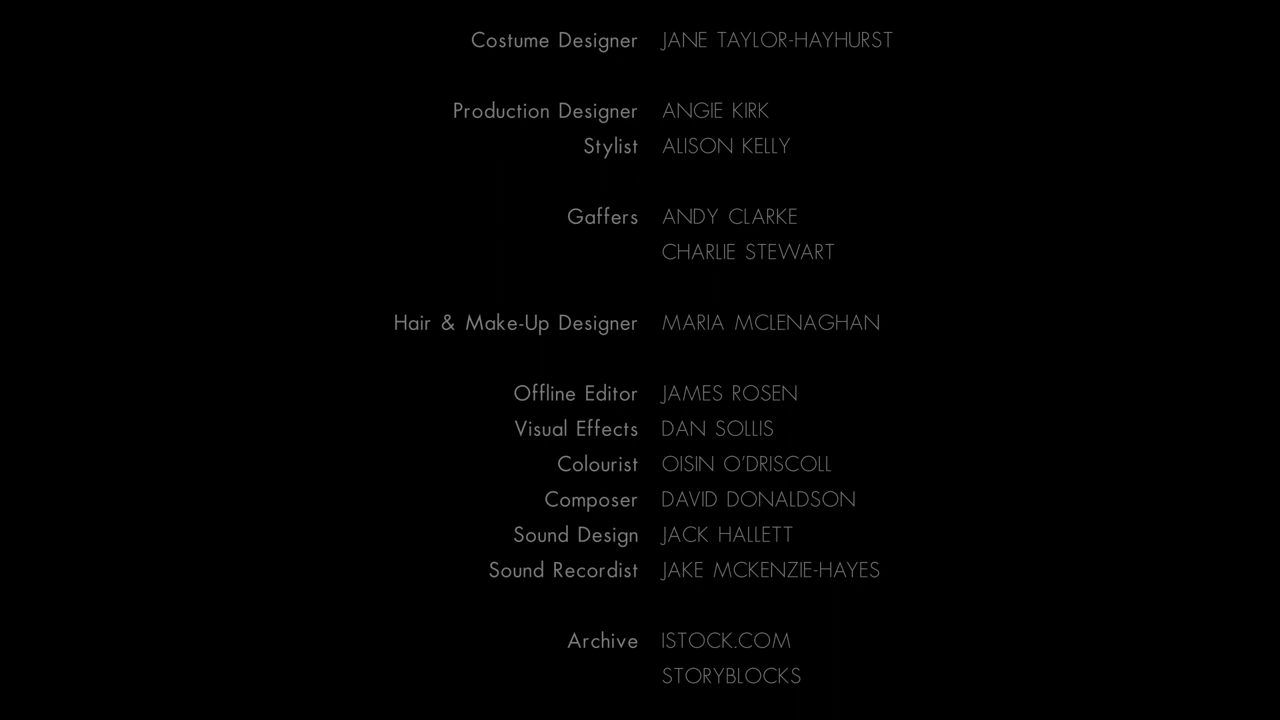 Costume Designer JANE TAYLOR-HAYHURST
Production Designer ANGIE KIRK
Stylist ALISON KELLY
Gaffers ANDY CLARKE
CHARLIE STEWART
Hair & Make-Up Designer MARIA MCLENAGHAN
Offline Editor JAMES ROSEN
Visual Effects DAN SOLLIS
Colourist OISIN O'DRISCOLL
Composer DAVID DONALDSON
Sound Design JACK HALLETT
Sound Recordist JAKE MCKENZIE-HAYES
Archive ISTOCK.COM
STORYBLOCKS